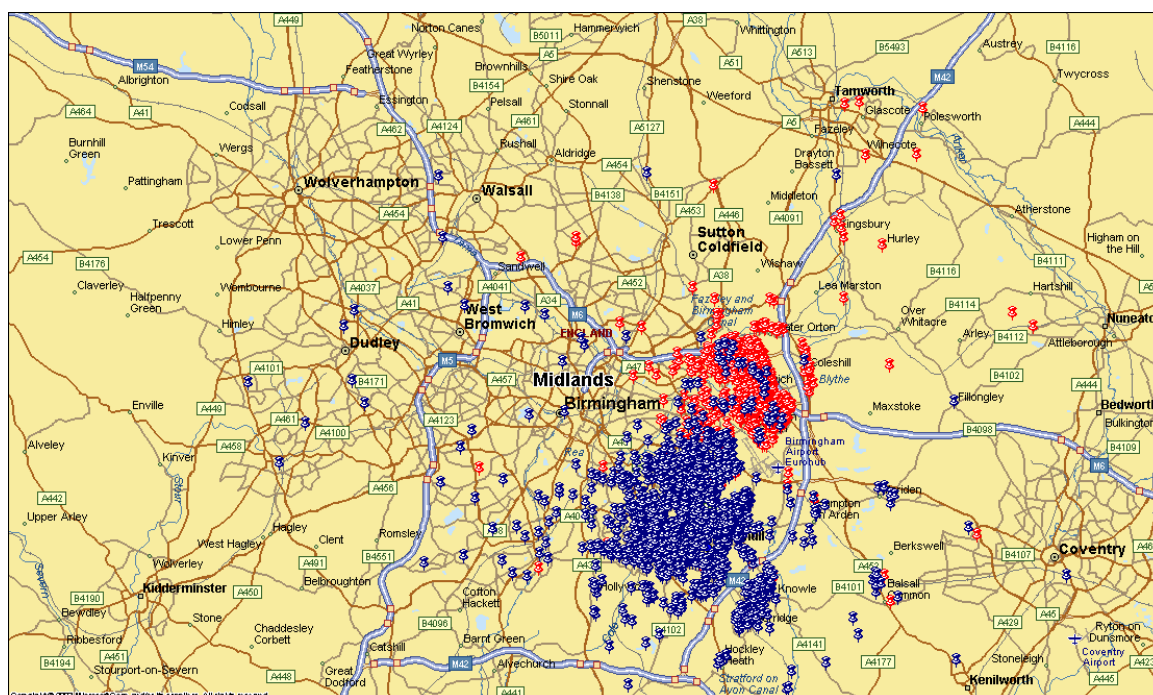 A449
Norton Canes
B5011
Hammerwich
A38
Whittington
B5493
Austrey
B4116
Great Wyrley
A5
A513
Twycross
M54
Featherstone
Brownhills
Shire Oak
Shenstone
A51
M42
Albrighton
Essington
B4154
Weeford
Tamworth
Codsall
Pelsall
Stonnall
Glascote
Polesworth
A464
A41
A462
A4124
A461
A5127
A5
Fazeley
A444
Burnhill
Green
Wergs
Rushall
Aldridge
A454
Drayton
Bassett
Wilnecote
Pattingham
Wolverhampton
Walsall
B4138
B4151
Middleton
Trescott
A454
A453
A446
A4091
Kingsbury
Atherstone
A454
Lower Penn
Sutton
Coldfield
Hurley
Higham on
the Hill
B4176
Sandwell
Wishaw
B4111
Claverley
Wombourne
A4037
A4041
A452
A38
B4116
Hartshill
Halfpenny
Green
A41
A34
Fazeley and
Birmingham
Canal
Lea Marston
Over
Whitacre
B4114
Himley
West
Bromwich
M6
ENGLAND
Arley
B4112
Nuneaton
Dudley
M5
Coleshill
Attleborough
A4101
B4171
A457
Midlands
A47
Blythe
B4102
A444
Enville
A449
Birmingham
Maxstoke
Fillongley
Bedworth
A461
A4100
A4123
B4098
Bulkington
Alveley
A458
Kinver
Rea
Birmingham
Airport
Eurohub
B4109
M6
A442
Stour
A456
Upper Arley
Hagley
Romsley
West Hagley
Clent
Berkswell
B4107
Coventry
Severn
Wolverley
A491
B4551
A452
Kidderminster
Belbroughton
M42
Knowle
B4101
Balsall
Common
B4190
A450
Cofton
Hackett
A45
Bewdley
Stone
Chaddesley
Corbett
B4096
Cole
B4102
A429
Ryton on
Dunsmore
Ribbesford
Barnt Green
Hockley
Heath
A4141
B4194
A451
Catshill
A4177
Stoneleigh
Coventry
Airport
Stourport-on-Severn
A448
Great
Dodford
M42
Alvechurch
Stratford on
Avon Canal
A445
A441
Kenilworth